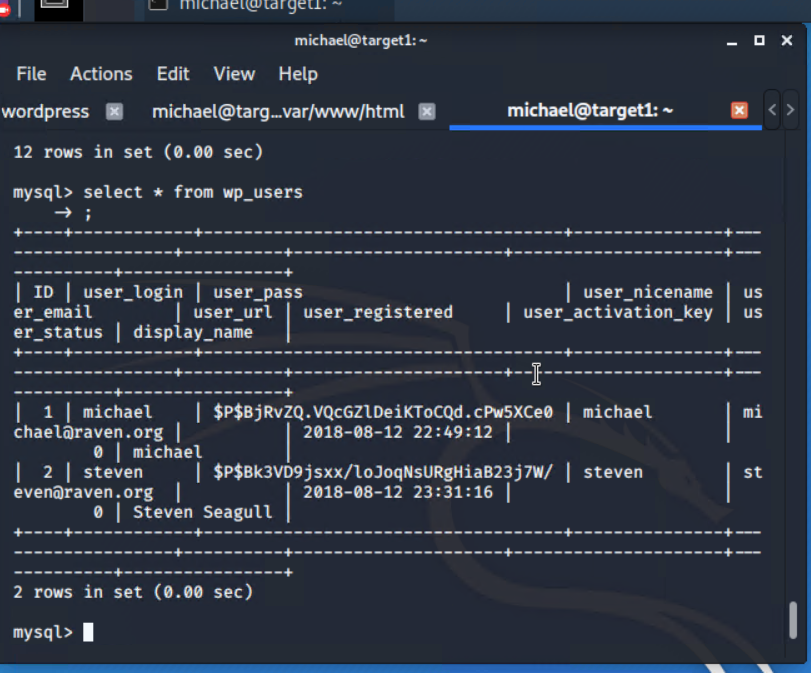 michael@target1: ~
michael@target1: ~
File Actions Edit View Help
wordpress michael@targ...var/www/html michael@target1: ~
12 rows in set (0.00 sec)
mysql> select * from wp_users
    → ;
+----+------------+------------------------------------+---------------+---
----------------+----------+---------------------+---------------------+---
----------+----------------+
| ID | user_login | user_pass                          | user_nicename | us
er_email        | user_url | user_registered     | user_activation_key | us
er_status | display_name   |
+----+------------+------------------------------------+---------------+---
----------------+----------+---------------------+---------------------+---
----------+----------------+
|  1 | michael    | $P$BjRvZQ.VQcGZlDeiKToCQd.cPw5XCe0 | michael       | mi
chael@raven.org |          | 2018-08-12 22:49:12 |                     |
        0 | michael        |
|  2 | steven     | $P$Bk3VD9jsxx/loJoqNsURgHiaB23j7W/ | steven        | st
even@raven.org  |          | 2018-08-12 23:31:16 |                     |
        0 | Steven Seagull |
+----+------------+------------------------------------+---------------+---
----------------+----------+---------------------+---------------------+---
----------+----------------+
2 rows in set (0.00 sec)
mysql>